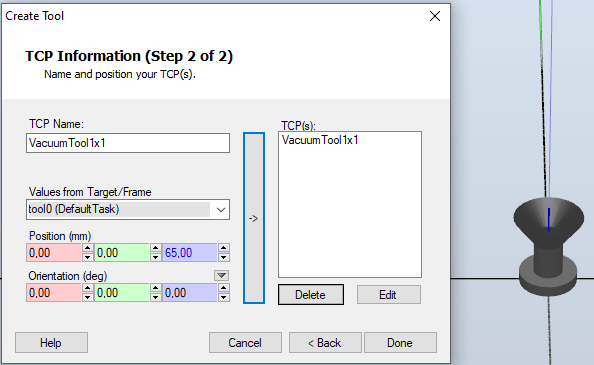 Create Tool
TCP Information (Step 2 of 2)
Name and position your TCP(s).
TCP Name:
VacuumTool1x1
Values from Target/Frame
tool0 (DefaultTask)
Position (mm)
0,00 0,00 65,00
Orientation (deg)
0,00 0,00 0,00
->
TCP(s):
VacuumTool1x1
Delete Edit
Help Cancel < Back Done